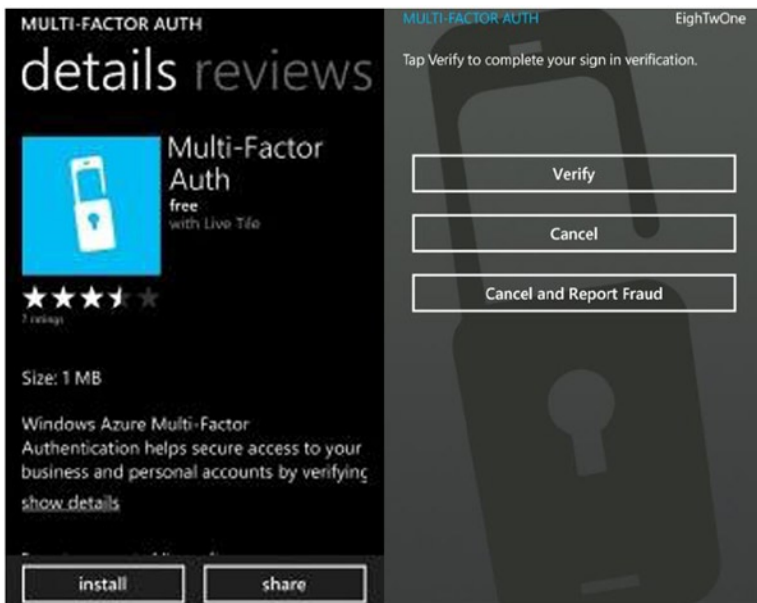 MULTI-FACTOR AUTH
details reviews
Multi-Factor
Auth
free
with Live Tile
7 ratings
Size: 1 MB
Windows Azure Multi-Factor
Authentication helps secure access to your
business and personal accounts by verifying
show details
install
share
MULTI-FACTOR AUTH
EighTwOne
Tap Verify to complete your sign in verification.
Verify
Cancel
Cancel and Report Fraud